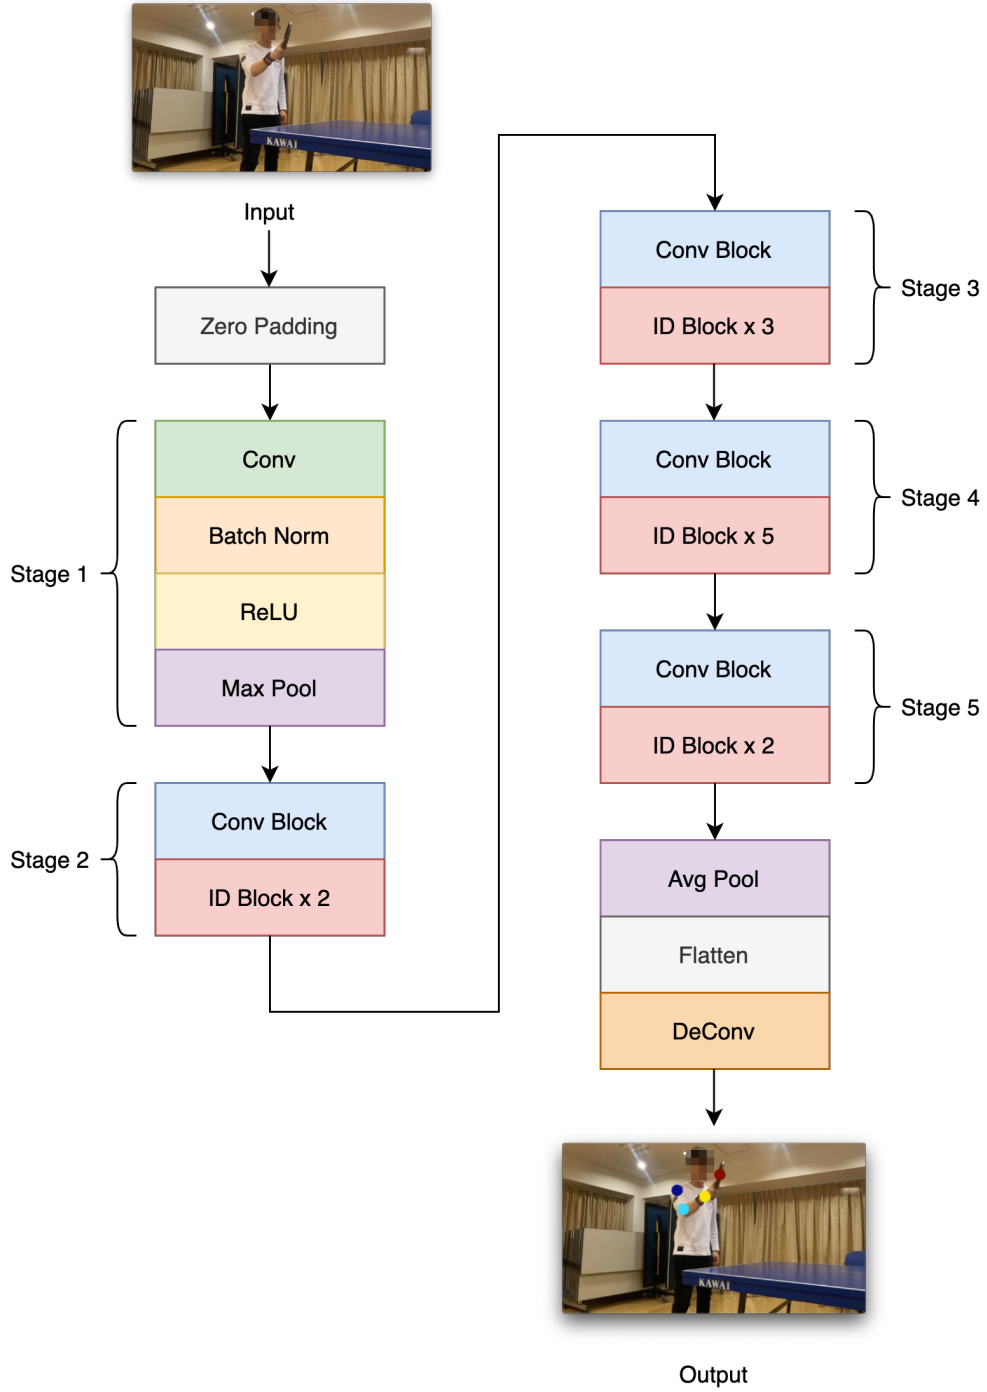 KAWAI
Input
Zero Padding
Stage 1
Conv
Batch Norm
ReLU
Max Pool
Stage 2
Conv Block
ID Block x 2
Conv Block
ID Block x 3
Stage 3
Conv Block
ID Block x 5
Stage 4
Conv Block
ID Block x 2
Stage 5
Avg Pool
Flatten
DeConv
KAWAI
Output